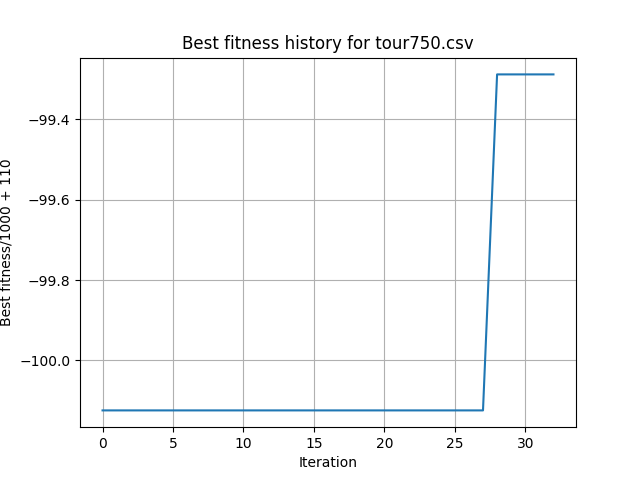 Best fitness history for tour750.csv
Best fitness/1000 + 110
−99.4
−99.6
−99.8
−100.0
0 5 10 15 20 25 30
Iteration